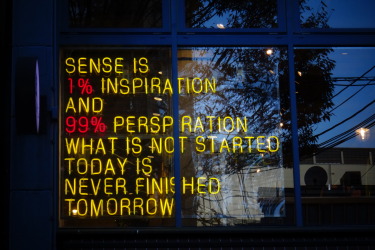 SENSE IS
1% INSPIRATION
AND
99% PERSPIRATION
WHAT IS NOT STARTED
TODAY IS
NEVER FINISHED
TOMORROW